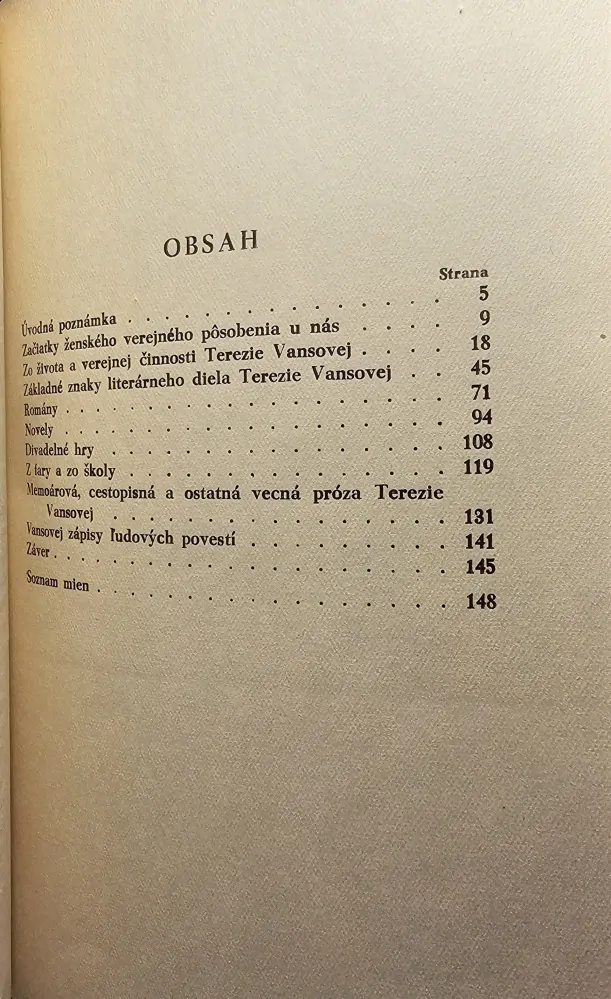 OBSAH
Strana
Úvodná poznámka . . . . . . . . . . . . . . . 5
Začiatky ženského verejného pôsobenia u nás . . . . 9
Zo života a verejnej činnosti Terezie Vansovej . . . . 18
Základné znaky literárneho diela Terezie Vansovej . . 45
Romány . . . . . . . . . . . . . . . . . 71
Novely . . . . . . . . . . . . . . . . . 94
Divadelné hry . . . . . . . . . . . . . . . 108
Z fary a zo školy . . . . . . . . . . . . . . 119
Memoárová, cestopisná a ostatná vecná próza Terezie
Vansovej . . . . . . . . . . . . . . . 131
Vansovej zápisy ľudových povestí . . . . . . . . 141
Záver . . . . . . . . . . . . . . . . . . 145
Soznam mien . . . . . . . . . . . . . . . . 148